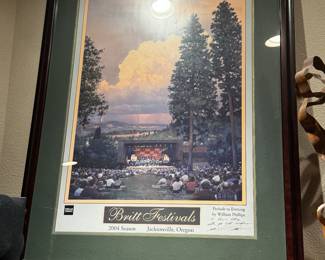 Britt Festivals
2004 Season Jacksonville, Oregon
Prelude to Evening
by William Phillips